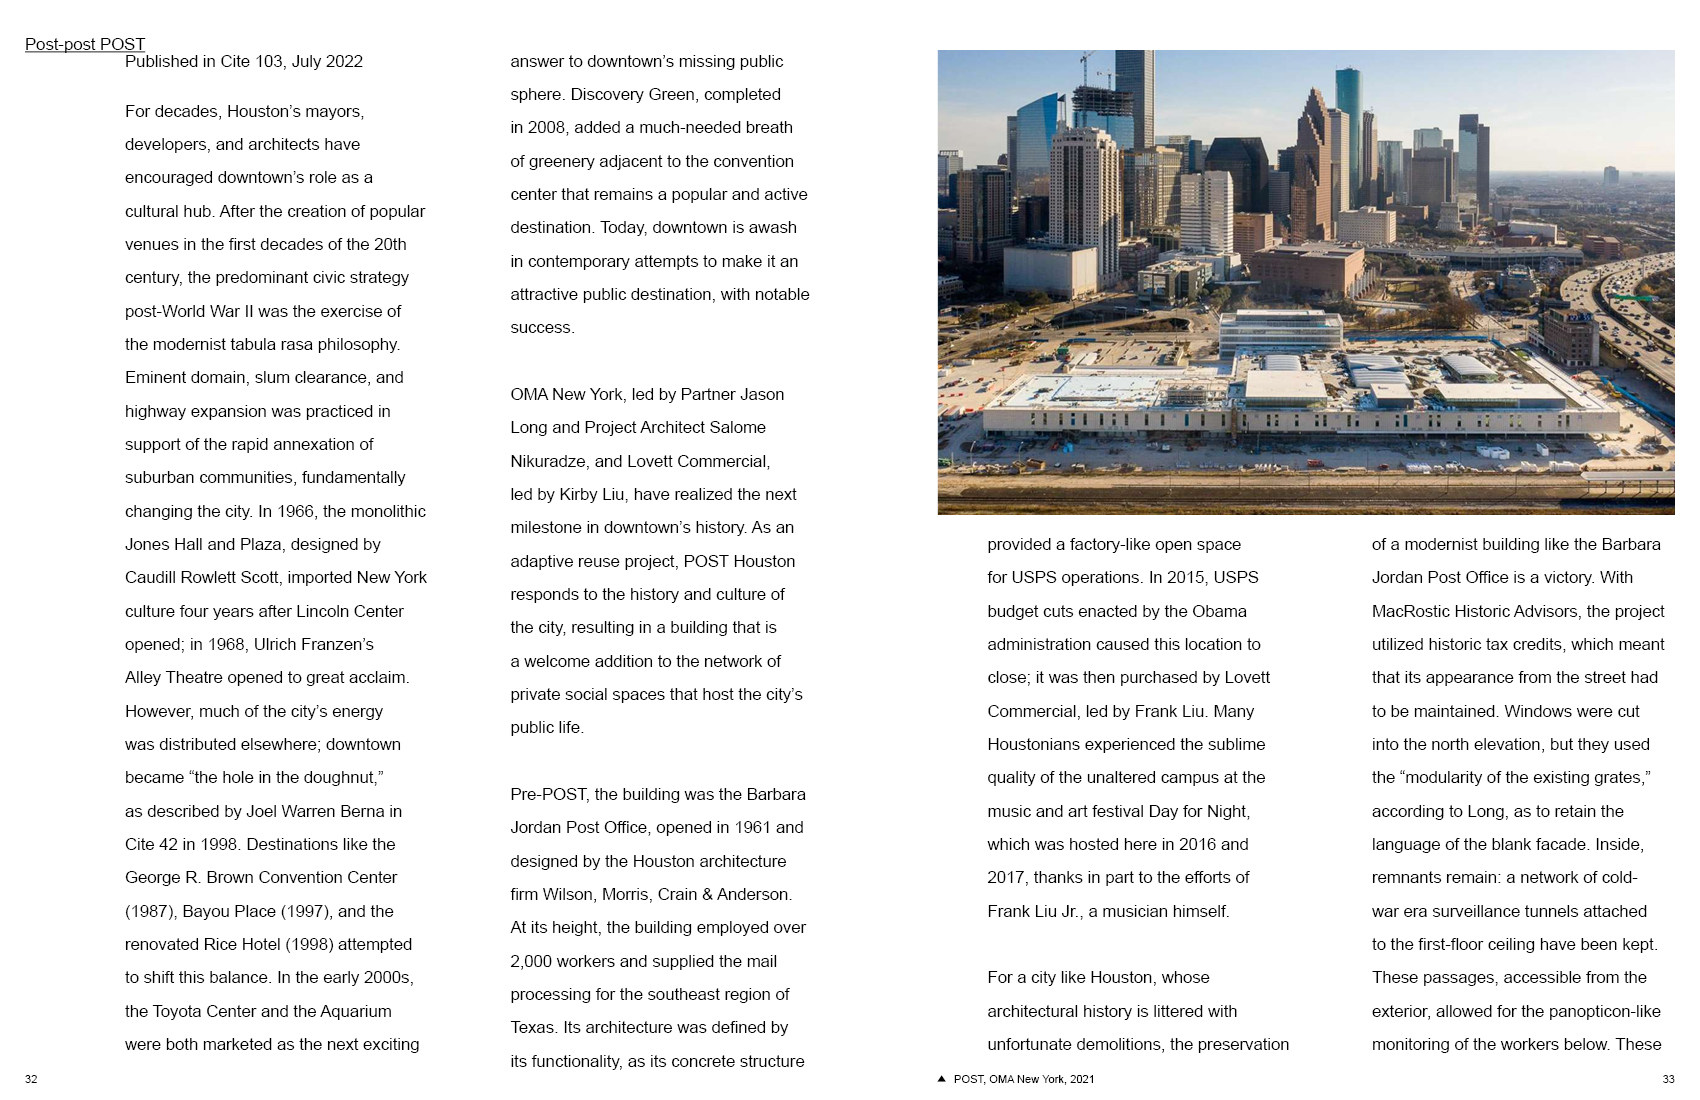 Post-post POST
Published in Cite 103, July 2022
For decades, Houston’s mayors,
developers, and architects have
encouraged downtown’s role as a
cultural hub. After the creation of popular
venues in the first decades of the 20th
century, the predominant civic strategy
post-World War II was the exercise of
the modernist tabula rasa philosophy.
Eminent domain, slum clearance, and
highway expansion was practiced in
support of the rapid annexation of
suburban communities, fundamentally
changing the city. In 1966, the monolithic
Jones Hall and Plaza, designed by
Caudill Rowlett Scott, imported New York
culture four years after Lincoln Center
opened; in 1968, Ulrich Franzen’s
Alley Theatre opened to great acclaim.
However, much of the city’s energy
was distributed elsewhere; downtown
became “the hole in the doughnut,”
as described by Joel Warren Berna in
Cite 42 in 1998. Destinations like the
George R. Brown Convention Center
(1987), Bayou Place (1997), and the
renovated Rice Hotel (1998) attempted
to shift this balance. In the early 2000s,
the Toyota Center and the Aquarium
were both marketed as the next exciting
answer to downtown’s missing public
sphere. Discovery Green, completed
in 2008, added a much-needed breath
of greenery adjacent to the convention
center that remains a popular and active
destination. Today, downtown is awash
in contemporary attempts to make it an
attractive public destination, with notable
success.
OMA New York, led by Partner Jason
Long and Project Architect Salome
Nikuradze, and Lovett Commercial,
led by Kirby Liu, have realized the next
milestone in downtown’s history. As an
adaptive reuse project, POST Houston
responds to the history and culture of
the city, resulting in a building that is
a welcome addition to the network of
private social spaces that host the city’s
public life.
Pre-POST, the building was the Barbara
Jordan Post Office, opened in 1961 and
designed by the Houston architecture
firm Wilson, Morris, Crain & Anderson.
At its height, the building employed over
2,000 workers and supplied the mail
processing for the southeast region of
Texas. Its architecture was defined by
its functionality, as its concrete structure
32
provided a factory-like open space
for USPS operations. In 2015, USPS
budget cuts enacted by the Obama
administration caused this location to
close; it was then purchased by Lovett
Commercial, led by Frank Liu. Many
Houstonians experienced the sublime
quality of the unaltered campus at the
music and art festival Day for Night,
which was hosted here in 2016 and
2017, thanks in part to the efforts of
Frank Liu Jr., a musician himself.
For a city like Houston, whose
architectural history is littered with
unfortunate demolitions, the preservation
of a modernist building like the Barbara
Jordan Post Office is a victory. With
MacRostic Historic Advisors, the project
utilized historic tax credits, which meant
that its appearance from the street had
to be maintained. Windows were cut
into the north elevation, but they used
the “modularity of the existing grates,”
according to Long, as to retain the
language of the blank facade. Inside,
remnants remain: a network of cold-
war era surveillance tunnels attached
to the first-floor ceiling have been kept.
These passages, accessible from the
exterior, allowed for the panopticon-like
monitoring of the workers below. These
▲ POST, OMA New York, 2021
33